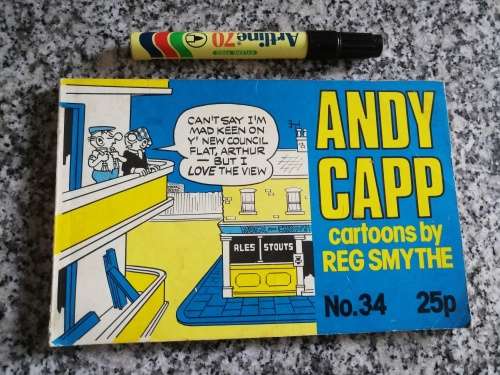 Artline 70
CAN'T SAY I'M
MAD KEEN ON
Y' NEW COUNCIL
FLAT, ARTHUR
— BUT I
LOVE THE VIEW
ALES STOUTS
ANDY
CAPP
cartoons by
REG SMYTHE
No.34 25p